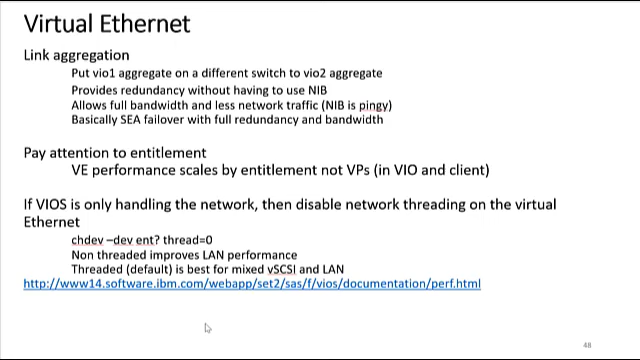 Virtual Ethernet
Link aggregation
Put vio1 aggregate on a different switch to vio2 aggregate
Provides redundancy without having to use NIB
Allows full bandwidth and less network traffic (NIB is pingy)
Basically SEA failover with full redundancy and bandwidth
Pay attention to entitlement
VE performance scales by entitlement not VPs (in VIO and client)
If VIOS is only handling the network, then disable network threading on the virtual
Ethernet
chdev –dev ent? thread=0
Non threaded improves LAN performance
Threaded (default) is best for mixed vSCSI and LAN
http://www14.software.ibm.com/webapp/set2/sas/f/vios/documentation/perf.html
48